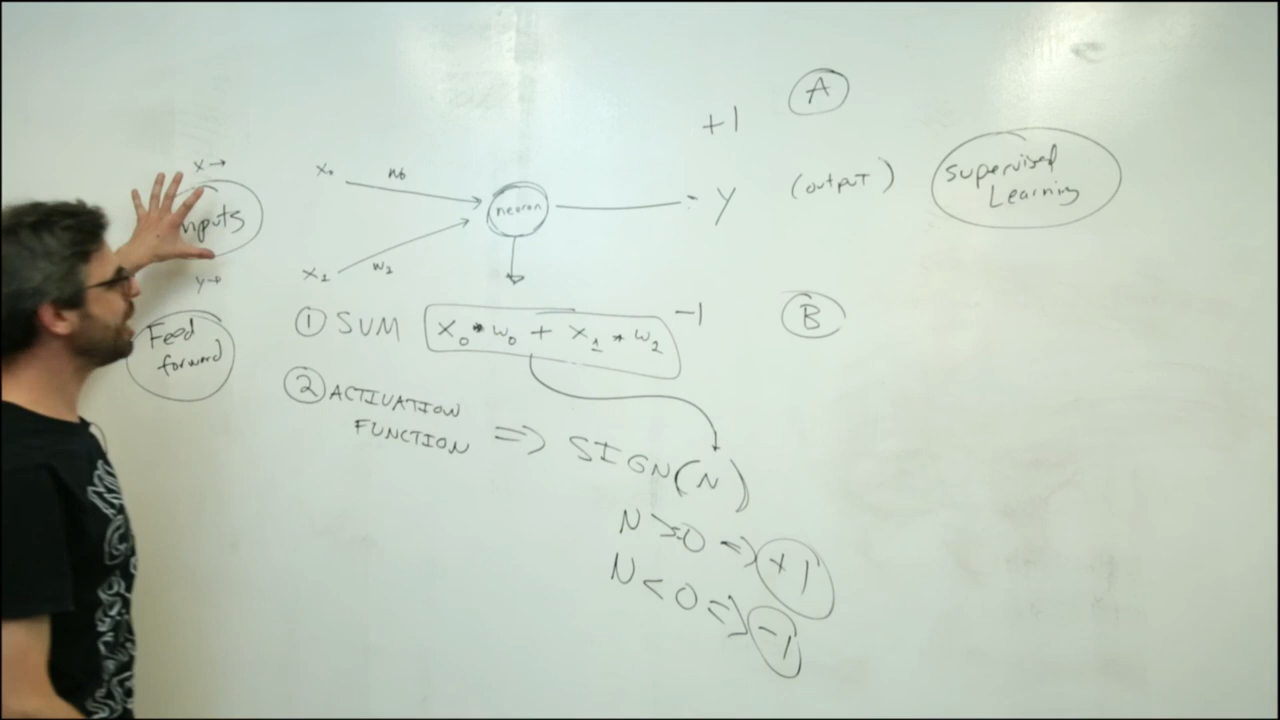 A
+1
X→
X₀
W₀
Supervised
Learning
nputs
neuron
y
(output)
X₁
W₂
y→
-1
B
① SUM
X₀ * W₀ + X₁ * W₂
Feed
forward
② ACTIVATION
FUNCTION
=> SIGN(N)
N >0 => +1
N < 0 => -1